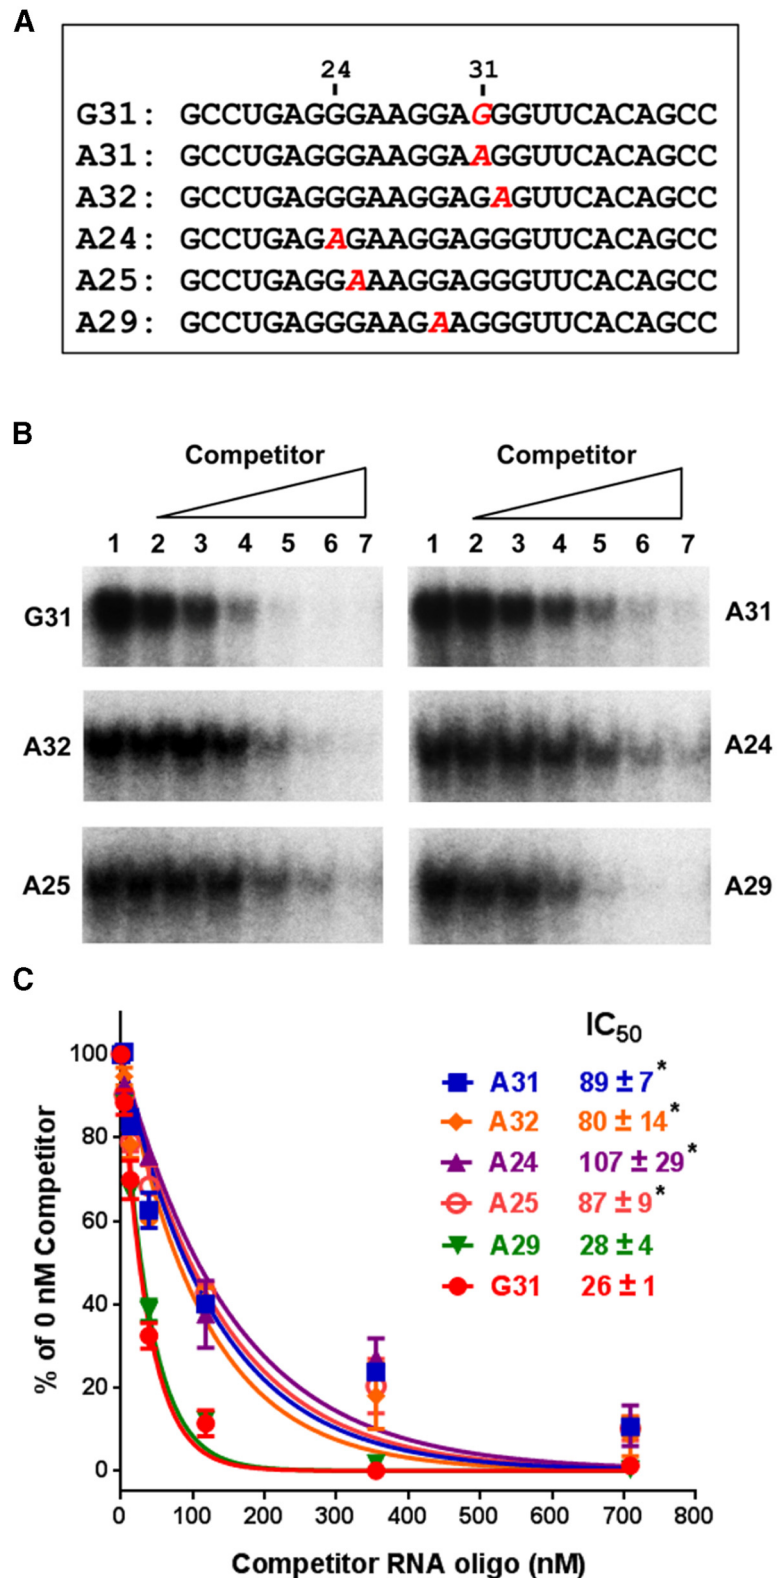 A
24 31
G31: GCCUGAGGGAAGGAGGGUUCACAGCC
A31: GCCUGAGGGAAGGAAGGUUCACAGCC
A32: GCCUGAGGGAAGGAGAGUUCACAGCC
A24: GCCUGAGAGAAGGAGGGUUCACAGCC
A25: GCCUGAGGAAAGGAGGGUUCACAGCC
A29: GCCUGAGGGAAGAAGGGUUCACAGCC
B
Competitor Competitor
1 2 3 4 5 6 7 1 2 3 4 5 6 7
G31 A31
A32 A24
A25 A29
C
IC50
A31 89 ± 7*
A32 80 ± 14*
A24 107 ± 29*
A25 87 ± 9*
A29 28 ± 4
G31 26 ± 1
% of 0 nM Competitor
100
80
60
40
20
0
0 100 200 300 400 500 600 700 800
Competitor RNA oligo (nM)